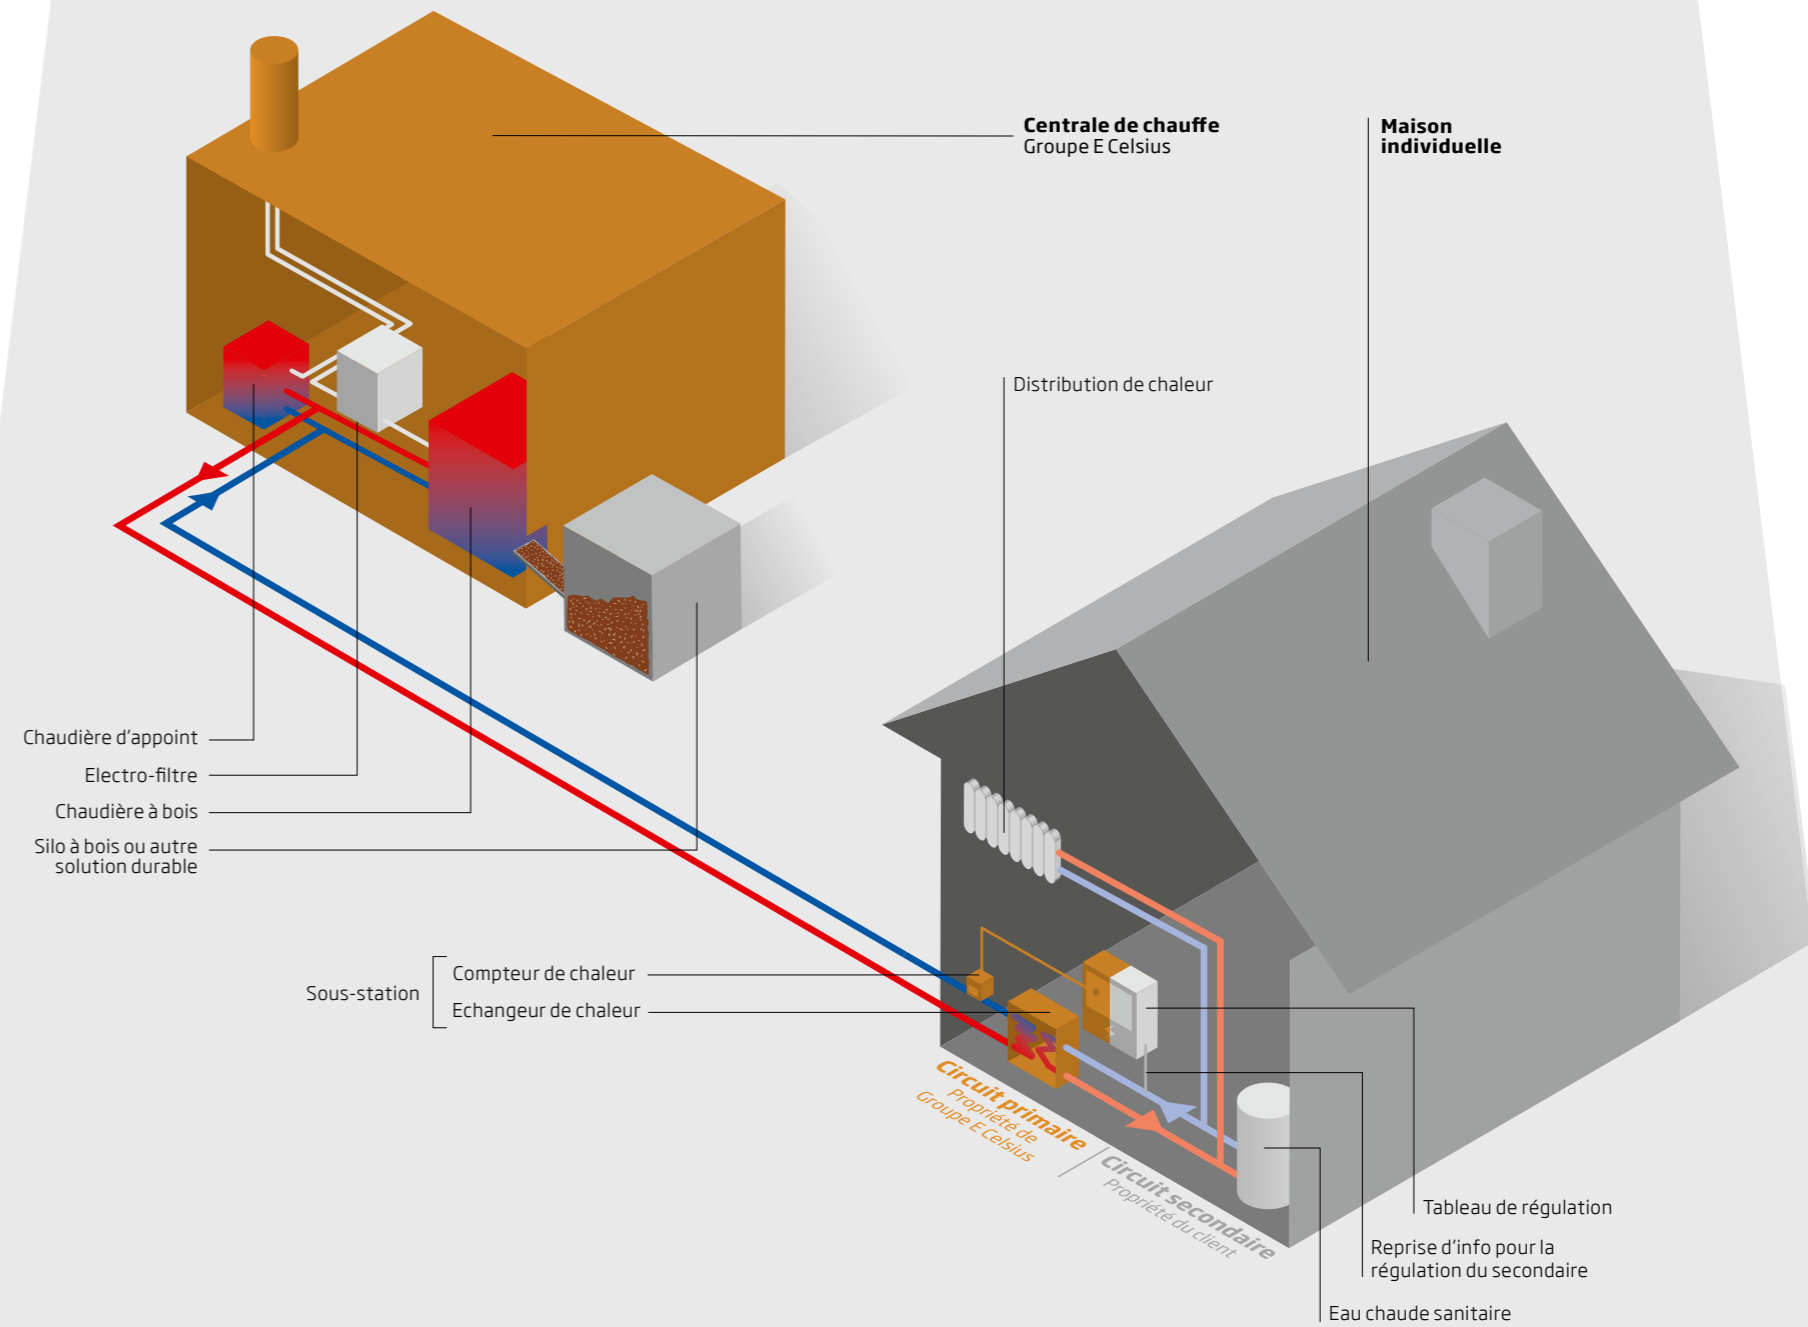 Centrale de chauffe
Groupe E Celsius
Maison
individuelle
Distribution de chaleur
Chaudière d'appoint
Electro-filtre
Chaudière à bois
Silo à bois ou autre
solution durable
Sous-station
Compteur de chaleur
Echangeur de chaleur
Circuit primaire
Propriété de
Groupe E Celsius
Circuit secondaire
Propriété du client
Tableau de régulation
Reprise d'info pour la
régulation du secondaire
Eau chaude sanitaire